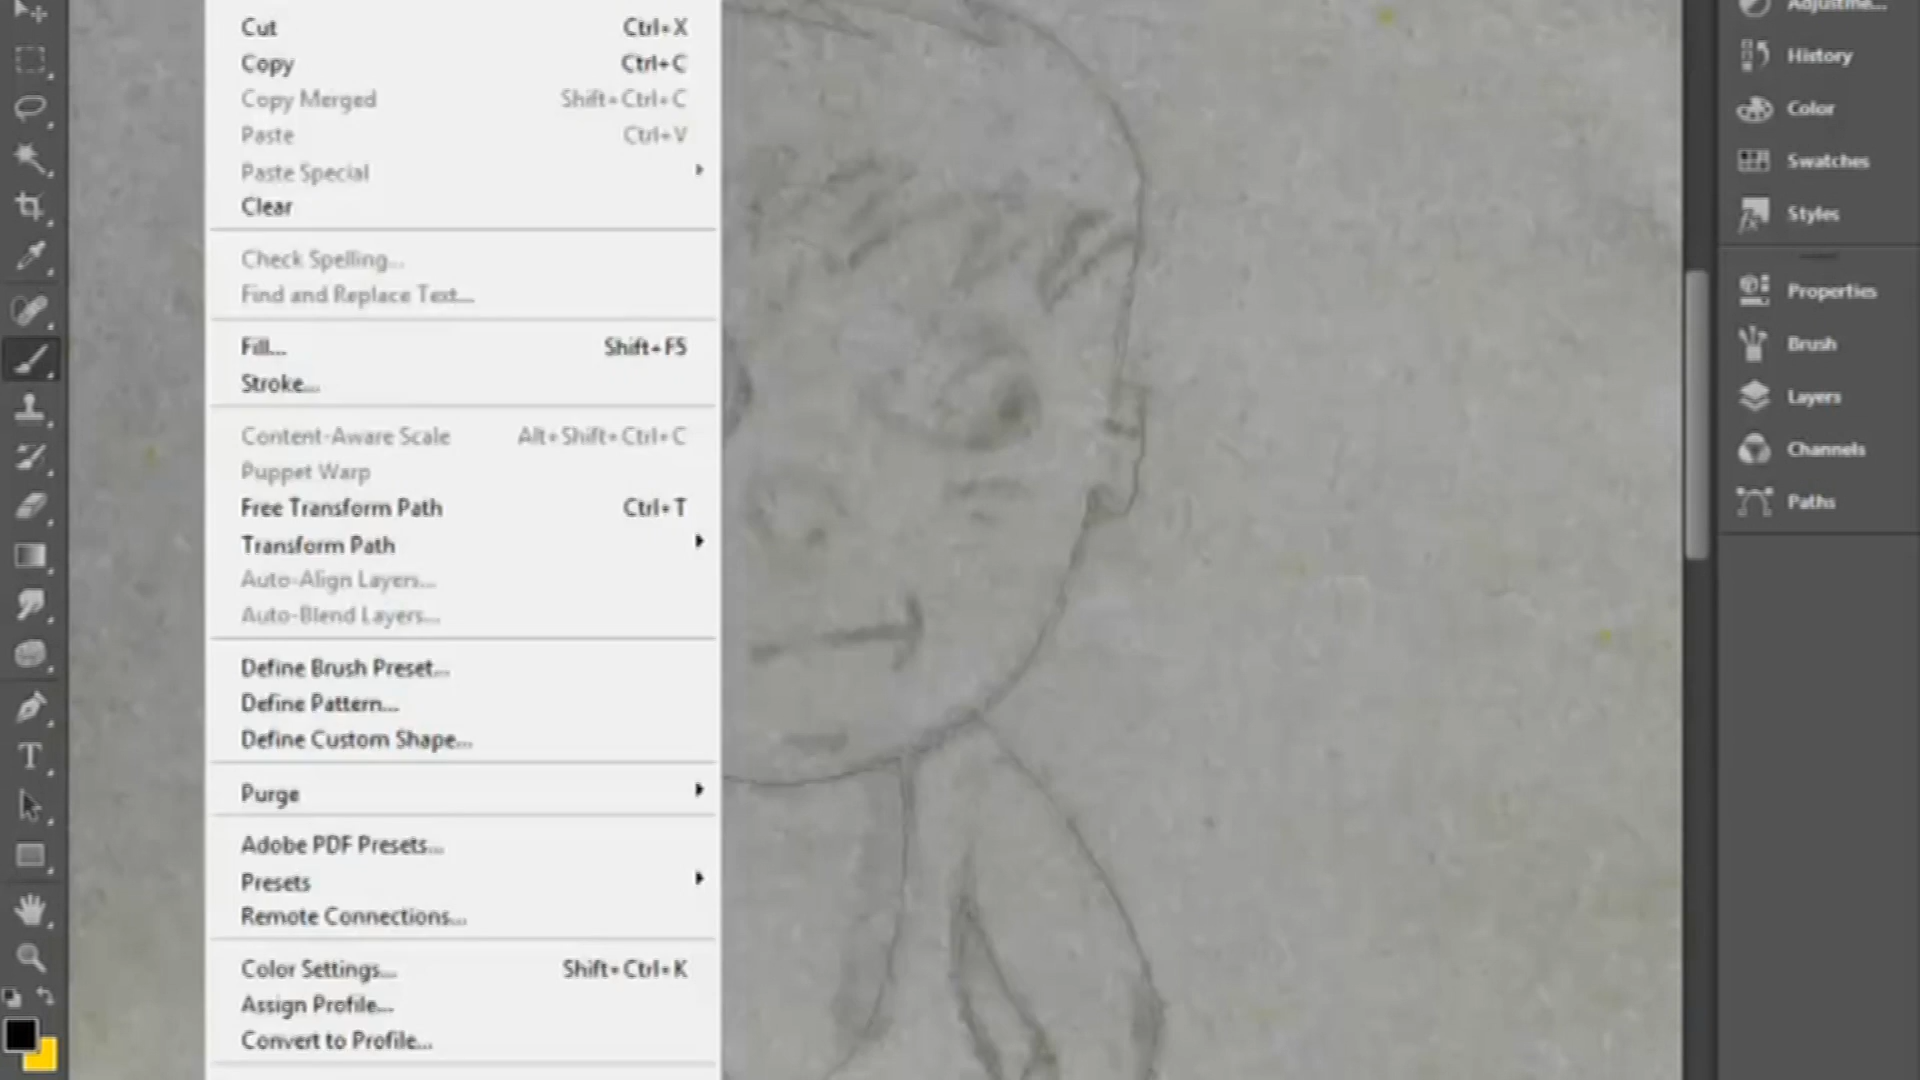 Cut Ctrl+X
Copy Ctrl+C
Copy Merged Shift+Ctrl+C
Paste Ctrl+V
Paste Special
Clear
Check Spelling...
Find and Replace Text...
Fill... Shift+F5
Stroke...
Content-Aware Scale Alt+Shift+Ctrl+C
Puppet Warp
Free Transform Path Ctrl+T
Transform Path
Auto-Align Layers...
Auto-Blend Layers...
Define Brush Preset...
Define Pattern...
Define Custom Shape...
Purge
Adobe PDF Presets...
Presets
Remote Connections...
Color Settings... Shift+Ctrl+K
Assign Profile...
Convert to Profile...
Adjustme...
History
Color
Swatches
Styles
Properties
Brush
Layers
Channels
Paths